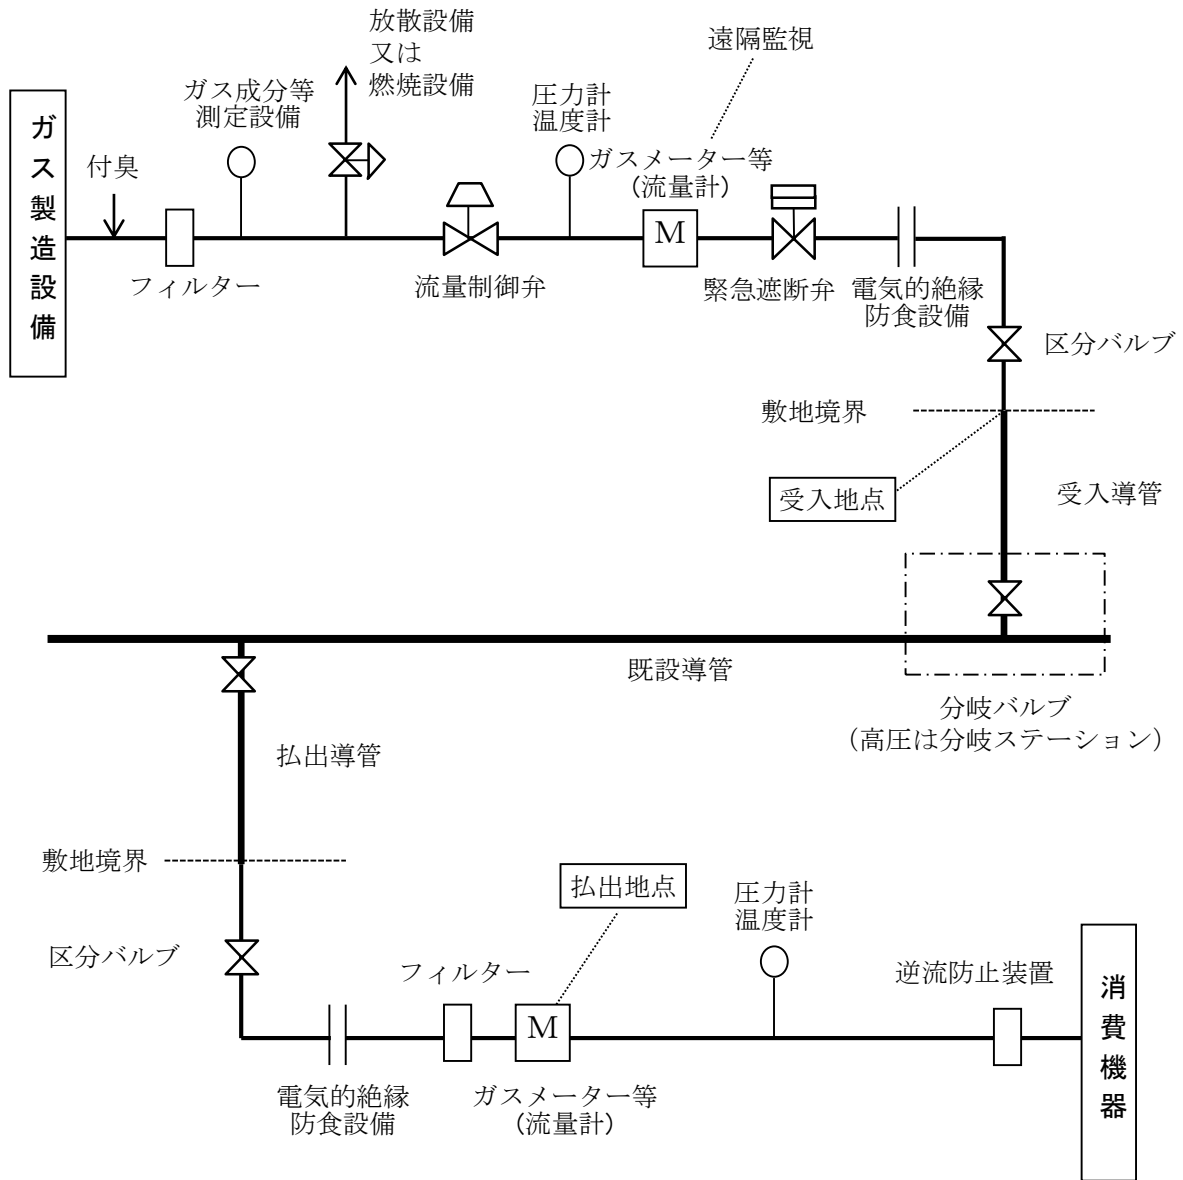 放散設備
又は
燃焼設備
遠隔監視
ガス成分等
測定設備
圧力計
温度計
ガス製造設備
付臭
ガスメーター等
(流量計)
M
フィルター
流量制御弁
緊急遮断弁
電気的絶縁
防食設備
区分バルブ
敷地境界
受入地点
受入導管
既設導管
分岐バルブ
(高圧は分岐ステーション)
払出導管
敷地境界
払出地点
圧力計
温度計
区分バルブ
フィルター
逆流防止装置
消費機器
M
電気的絶縁
防食設備
ガスメーター等
(流量計)